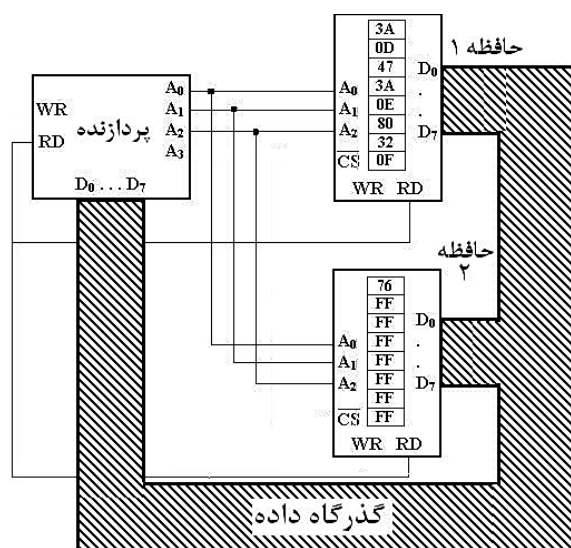 حافظه ۱
3A
0D
47
3A
0E
80
32
0F
A0
A1
A2
CS
WR RD
D0
.
.
D7
پردازنده
WR
RD
A0
A1
A2
A3
D0 . . . D7
حافظه
۲
76
FF
FF
FF
FF
FF
FF
FF
A0
A1
A2
CS
WR RD
D0
.
.
D7
گذرگاه داده